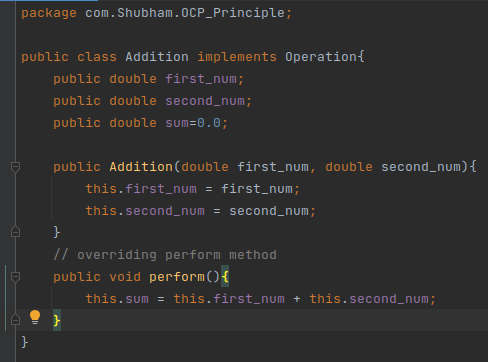 package com.Shubham.OCP_Principle;
public class Addition implements Operation{
public double first_num;
public double second_num;
public double sum=0.0;
public Addition(double first_num, double second_num){
this.first_num = first_num;
this.second_num = second_num;
}
// overriding perform method
public void perform(){
this.sum = this.first_num + this.second_num;
}
}